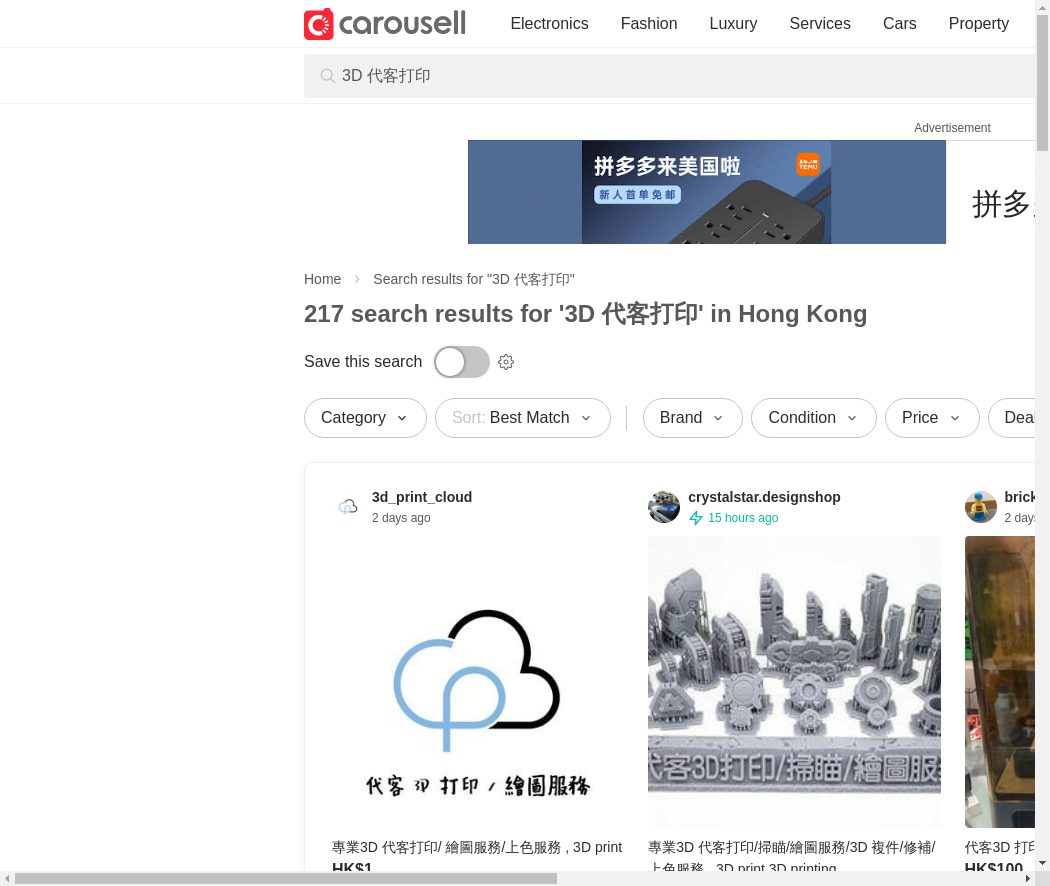 carousell
Electronics
Fashion
Luxury
Services
Cars
Property
3D 代客打印
Advertisement
拼多多来美国啦
TEMU
新人首单免邮
拼多
Home
Search results for "3D 代客打印"
217 search results for '3D 代客打印' in Hong Kong
Save this search
Category
Sort: Best Match
Brand
Condition
Price
Deal
3d_print_cloud
2 days ago
crystalstar.designshop
15 hours ago
brick
2 days
代客 3D 打印 / 繪圖服務
代客3D打印/掃瞄/繪圖服務
專業3D 代客打印/ 繪圖服務/上色服務 , 3D print
HK$1
專業3D 代客打印/掃瞄/繪圖服務/3D 複件/修補/
上色服務 , 3D print 3D printing
代客3D 打印
HK$100